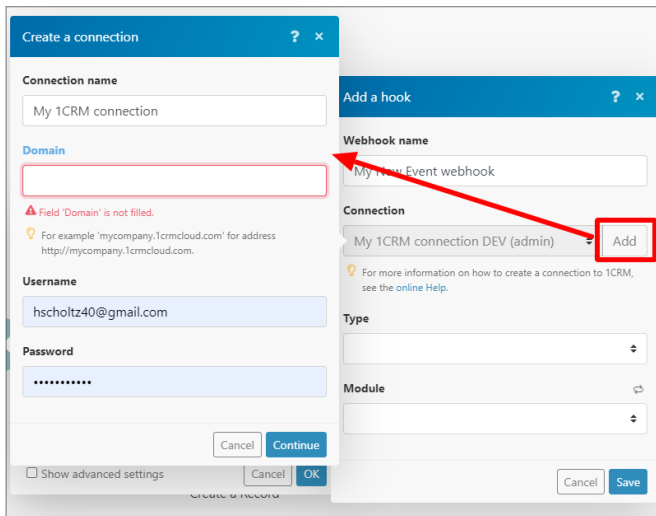 Create a connection ? ×
Connection name
My 1CRM connection
Domain
Field 'Domain' is not filled.
For example 'mycompany.1crmcloud.com' for address
http://mycompany.1crmcloud.com.
Username
hscholtz40@gmail.com
Password
•••••••••••
Cancel Continue
Show advanced settings Cancel OK
Create a Record
Add a hook ? ×
Webhook name
My New Event webhook
Connection
My 1CRM connection DEV (admin) Add
For more information on how to create a connection to 1CRM,
see the online Help.
Type
Module
Cancel Save